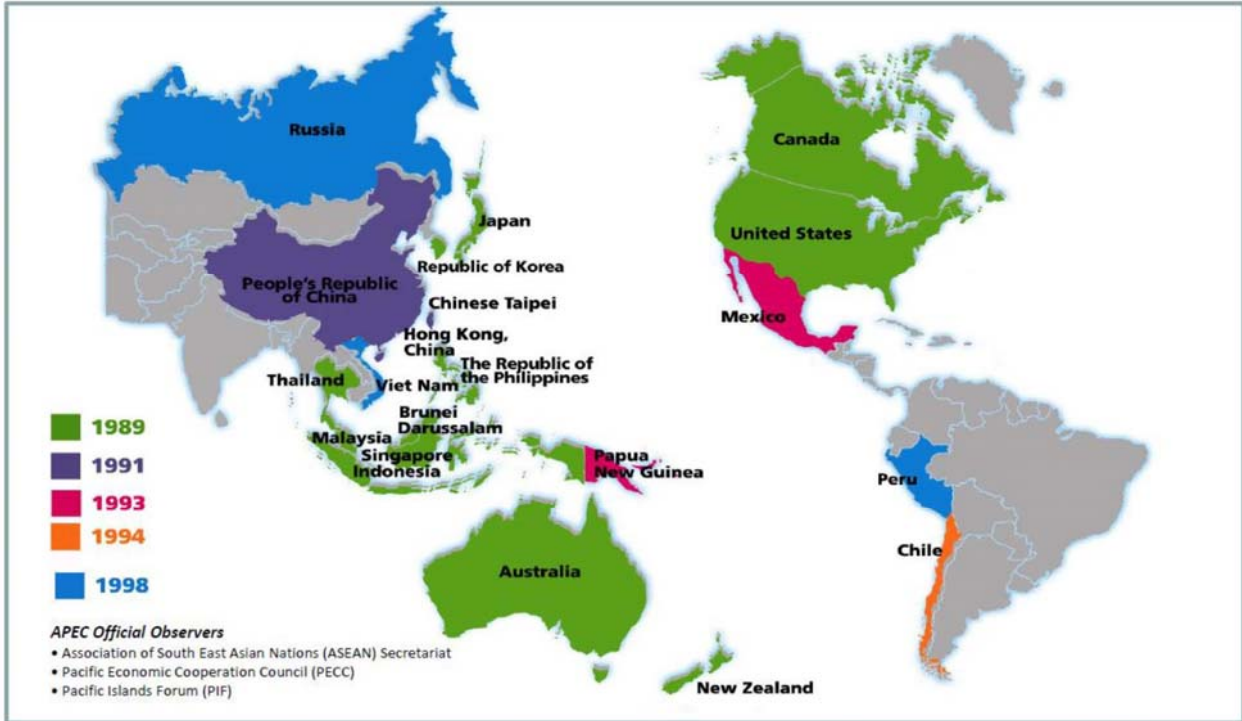 Russia
Canada
Japan
United States
Republic of Korea
People's Republic
of China
Chinese Taipei
Mexico
Hong Kong,
China
The Republic of
the Philippines
Thailand
Viet Nam
Brunei
Darussalam
Malaysia
Singapore
Indonesia
Papua
New Guinea
Peru
Chile
Australia
New Zealand
1989
1991
1993
1994
1998
APEC Official Observers
• Association of South East Asian Nations (ASEAN) Secretariat
• Pacific Economic Cooperation Council (PECC)
• Pacific Islands Forum (PIF)